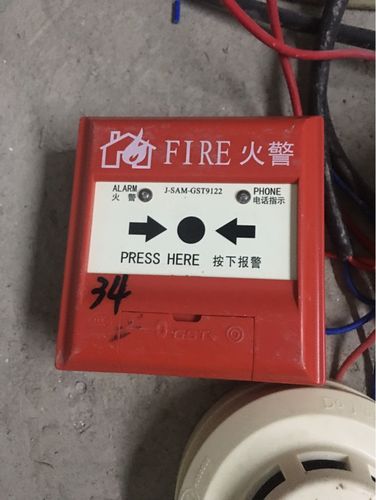 FIRE 火警
ALARM J-SAM-GST9122 PHONE
火 警 电话指示
PRESS HERE 按下报警
34
GST